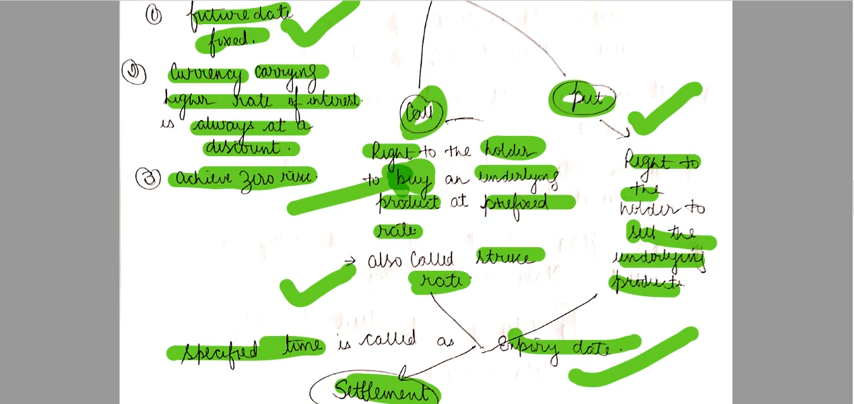 ① future date
fixed.
② Currency carrying
higher rate of interest
is always at a
discount.
③ achieve zero risk.
Call
Right to the holder
to buy an underlying
product at prefixed
rate
→ also called strike
rate.
Put
Right to
the
holder to
sell the
underlying
product
specified time is called as Expiry date.
Settlement